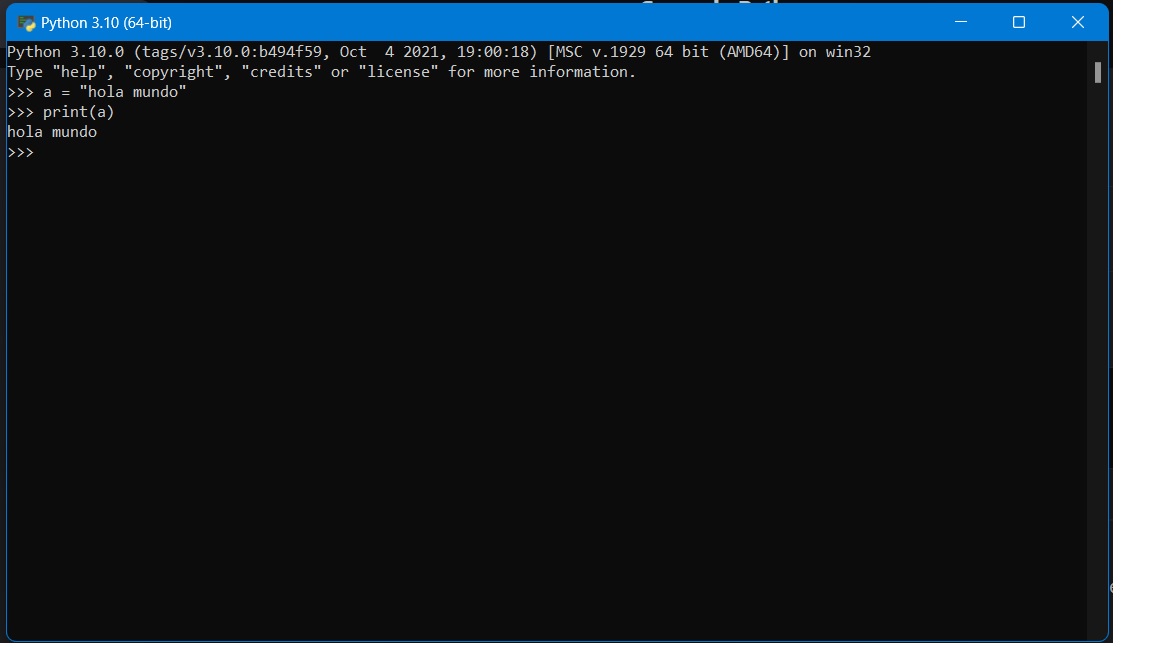 Python 3.10 (64-bit)
Python 3.10.0 (tags/v3.10.0:b494f59, Oct  4 2021, 19:00:18) [MSC v.1929 64 bit (AMD64)] on win32
Type "help", "copyright", "credits" or "license" for more information.
>>> a = "hola mundo"
>>> print(a)
hola mundo
>>>